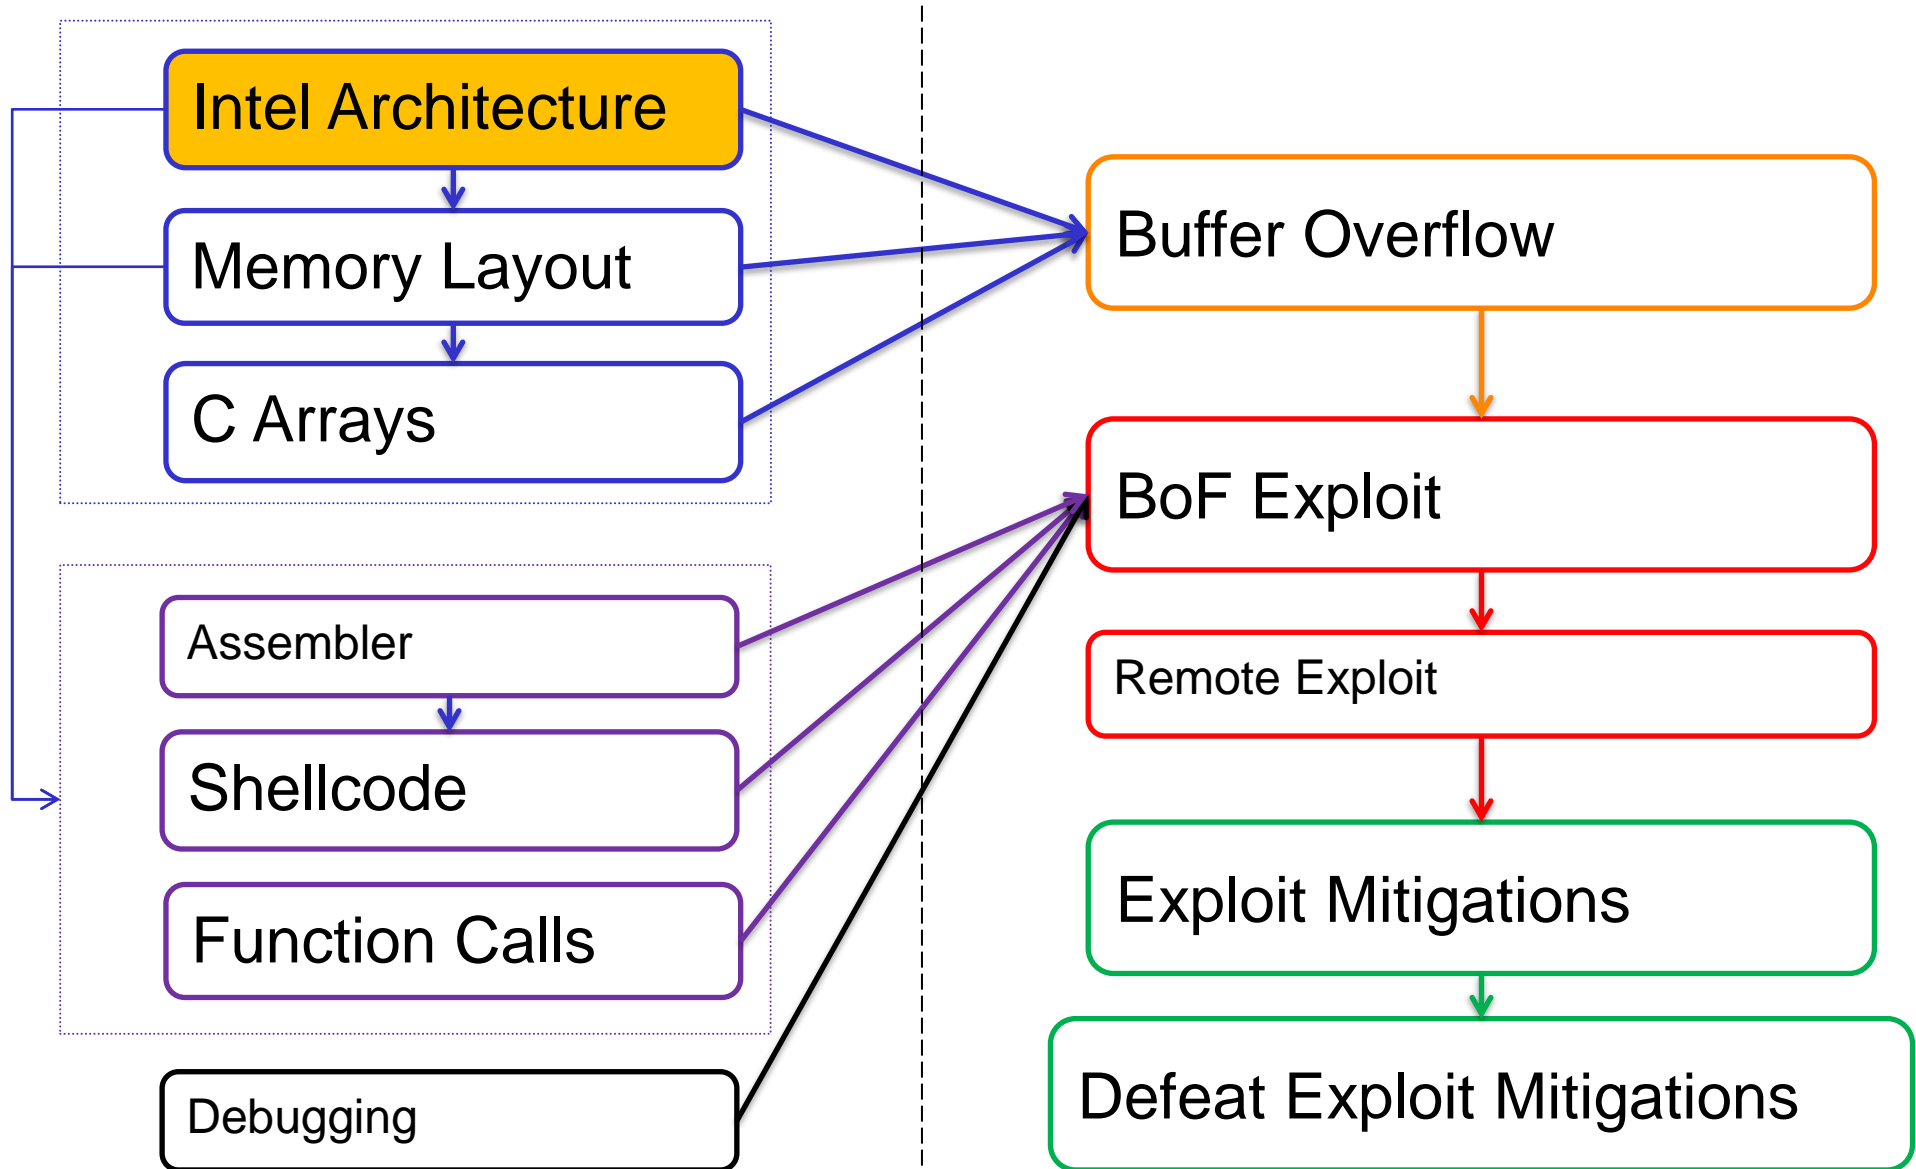 Intel Architecture
Memory Layout
C Arrays
Assembler
Shellcode
Function Calls
Debugging
Buffer Overflow
BoF Exploit
Remote Exploit
Exploit Mitigations
Defeat Exploit Mitigations